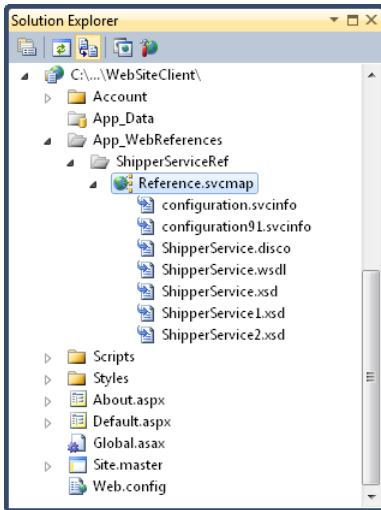 Solution Explorer
C:\...\WebSiteClient\
Account
App_Data
App_WebReferences
ShipperServiceRef
Reference.svcmap
configuration.svcinfo
configuration91.svcinfo
ShipperService.disco
ShipperService.wsdl
ShipperService.xsd
ShipperService1.xsd
ShipperService2.xsd
Scripts
Styles
About.aspx
Default.aspx
Global.asax
Site.master
Web.config